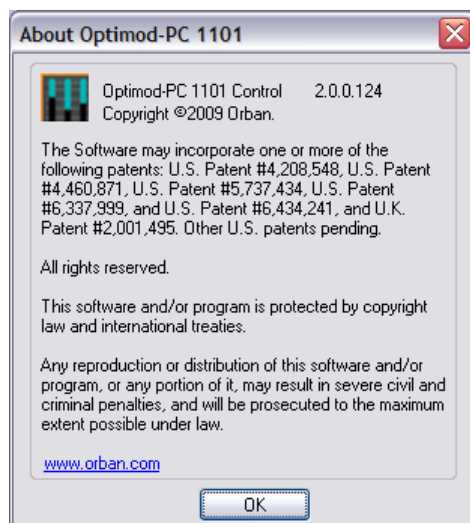 About Optimod-PC 1101
Optimod-PC 1101 Control 2.0.0.124
Copyright ©2009 Orban.
The Software may incorporate one or more of the
following patents: U.S. Patent #4,208,548, U.S. Patent
#4,460,871, U.S. Patent #5,737,434, U.S. Patent
#6,337,999, and U.S. Patent #6,434,241, and U.K.
Patent #2,001,495. Other U.S. patents pending.
All rights reserved.
This software and/or program is protected by copyright
law and international treaties.
Any reproduction or distribution of this software and/or
program, or any portion of it, may result in severe civil and
criminal penalties, and will be prosecuted to the maximum
extent possible under law.
www.orban.com
OK